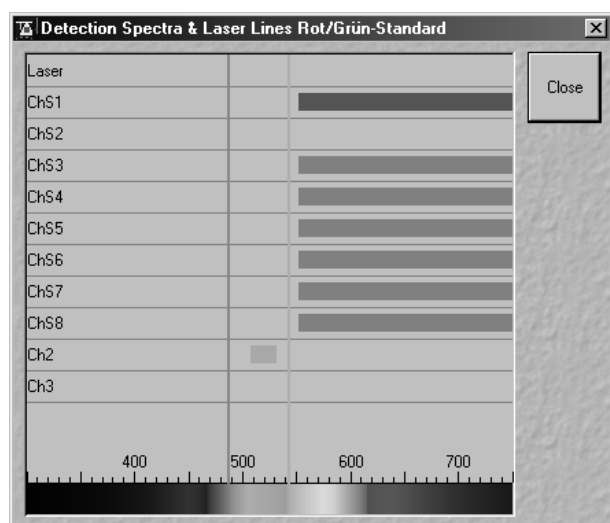 Detection Spectra & Laser Lines Rot/Grün-Standard
Close
Laser
ChS1
ChS2
ChS3
ChS4
ChS5
ChS6
ChS7
ChS8
Ch2
Ch3
400 500 600 700